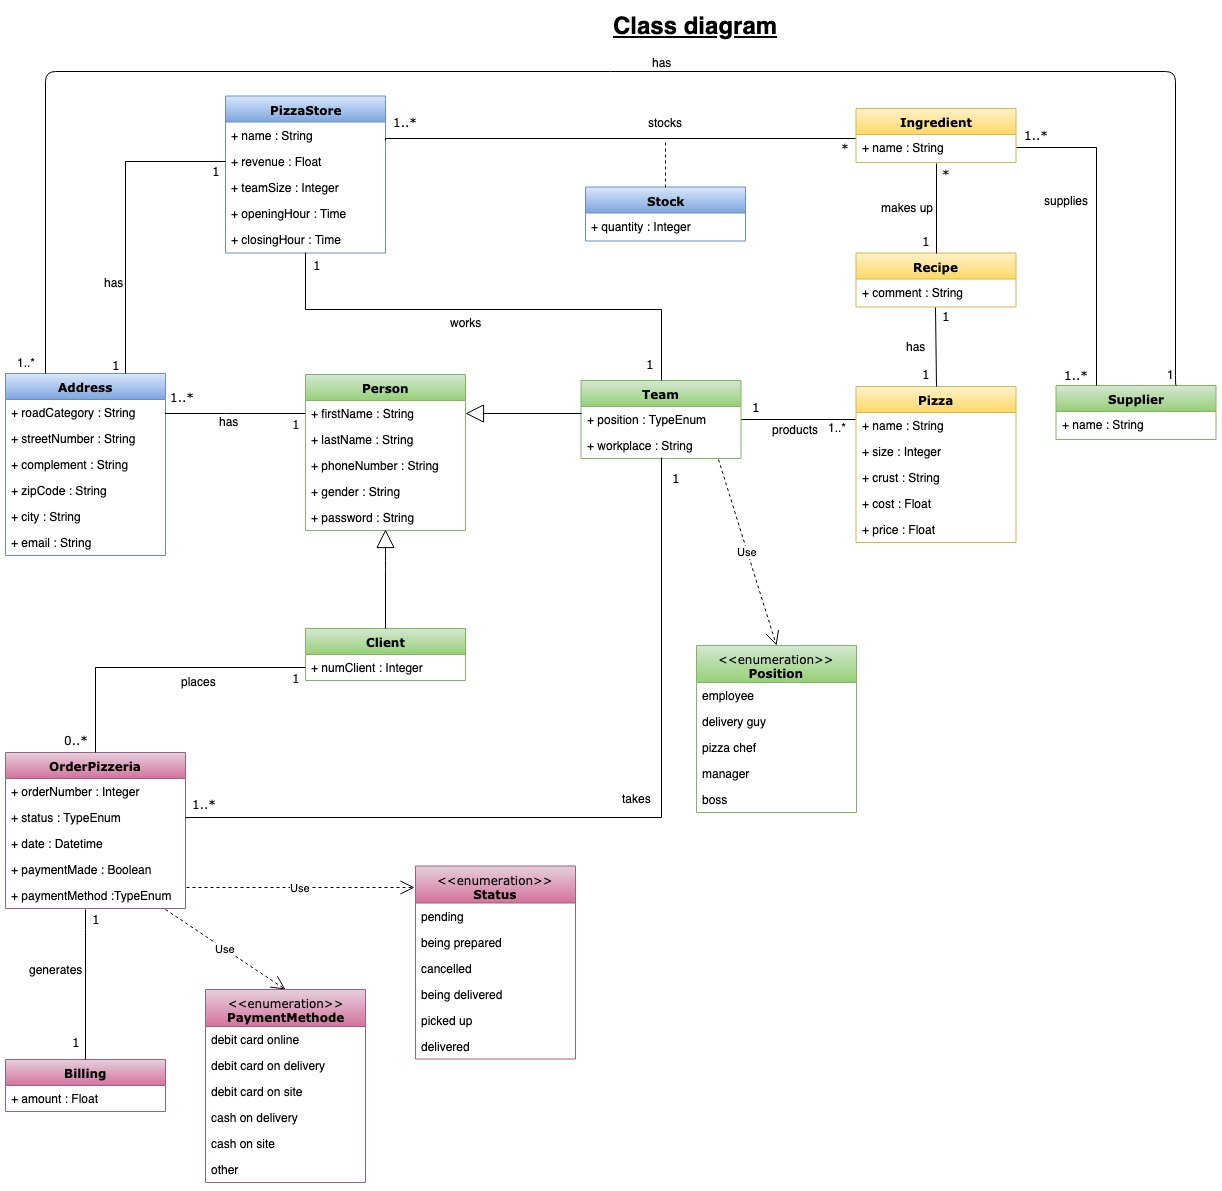 Class diagram
has
PizzaStore
+ name : String
+ revenue : Float
+ teamSize : Integer
+ openingHour : Time
+ closingHour : Time
1..*
stocks
*
Stock
+ quantity : Integer
Ingredient
+ name : String
1..*
supplies
*
makes up
1
Recipe
+ comment : String
1
has
1
1
has
1
1
works
1
1..*
Address
+ roadCategory : String
+ streetNumber : String
+ complement : String
+ zipCode : String
+ city : String
+ email : String
1..*
has
1
Person
+ firstName : String
+ lastName : String
+ phoneNumber : String
+ gender : String
+ password : String
Team
+ position : TypeEnum
+ workplace : String
1
products
1..*
Pizza
+ name : String
+ size : Integer
+ crust : String
+ cost : Float
+ price : Float
1..*
1
Supplier
+ name : String
1
Use
Client
+ numClient : Integer
places
1
0..*
<<enumeration>>
Position
employee
delivery guy
pizza chef
manager
boss
OrderPizzeria
+ orderNumber : Integer
+ status : TypeEnum
+ date : Datetime
+ paymentMade : Boolean
+ paymentMethod :TypeEnum
1..*
takes
Use
<<enumeration>>
Status
pending
being prepared
cancelled
being delivered
picked up
delivered
1
generates
1
Use
<<enumeration>>
PaymentMethode
debit card online
debit card on delivery
debit card on site
cash on delivery
cash on site
other
Billing
+ amount : Float